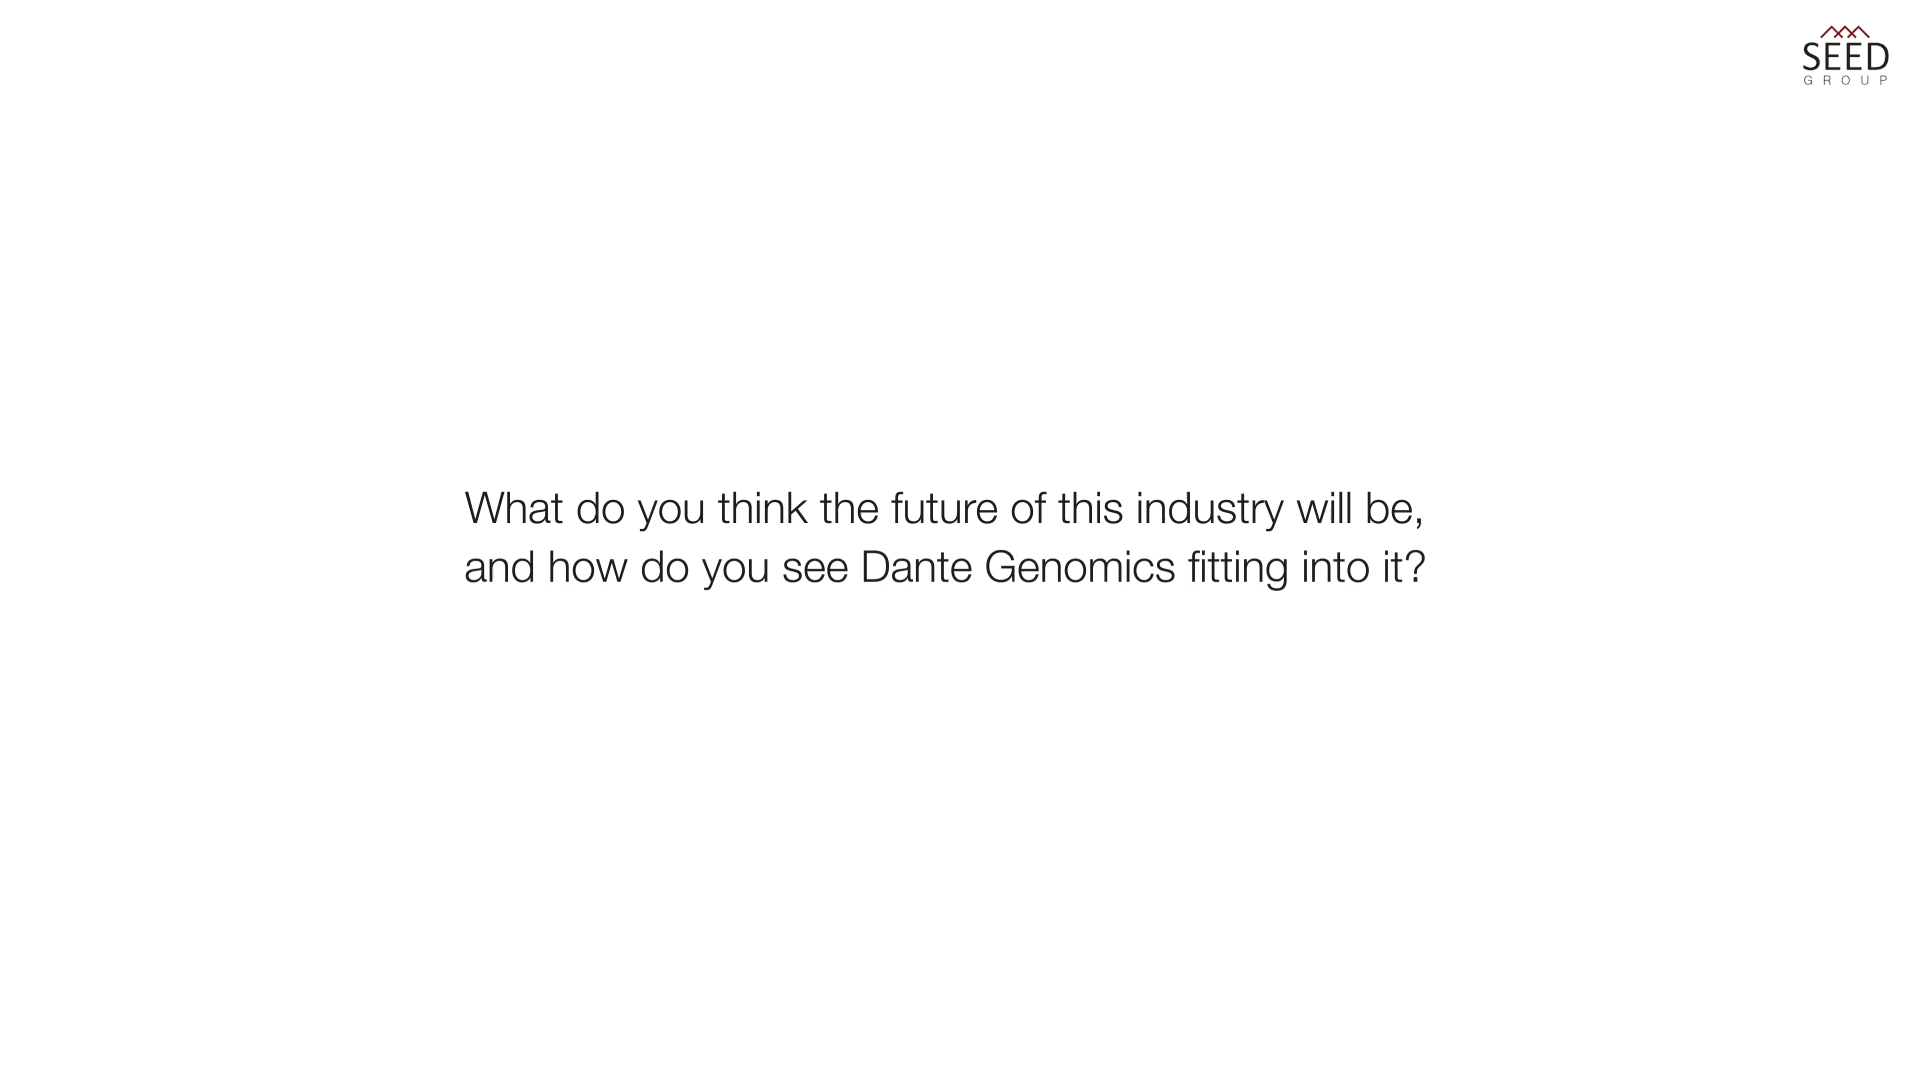 SEED
GROUP
What do you think the future of this industry will be,
and how do you see Dante Genomics fitting into it?